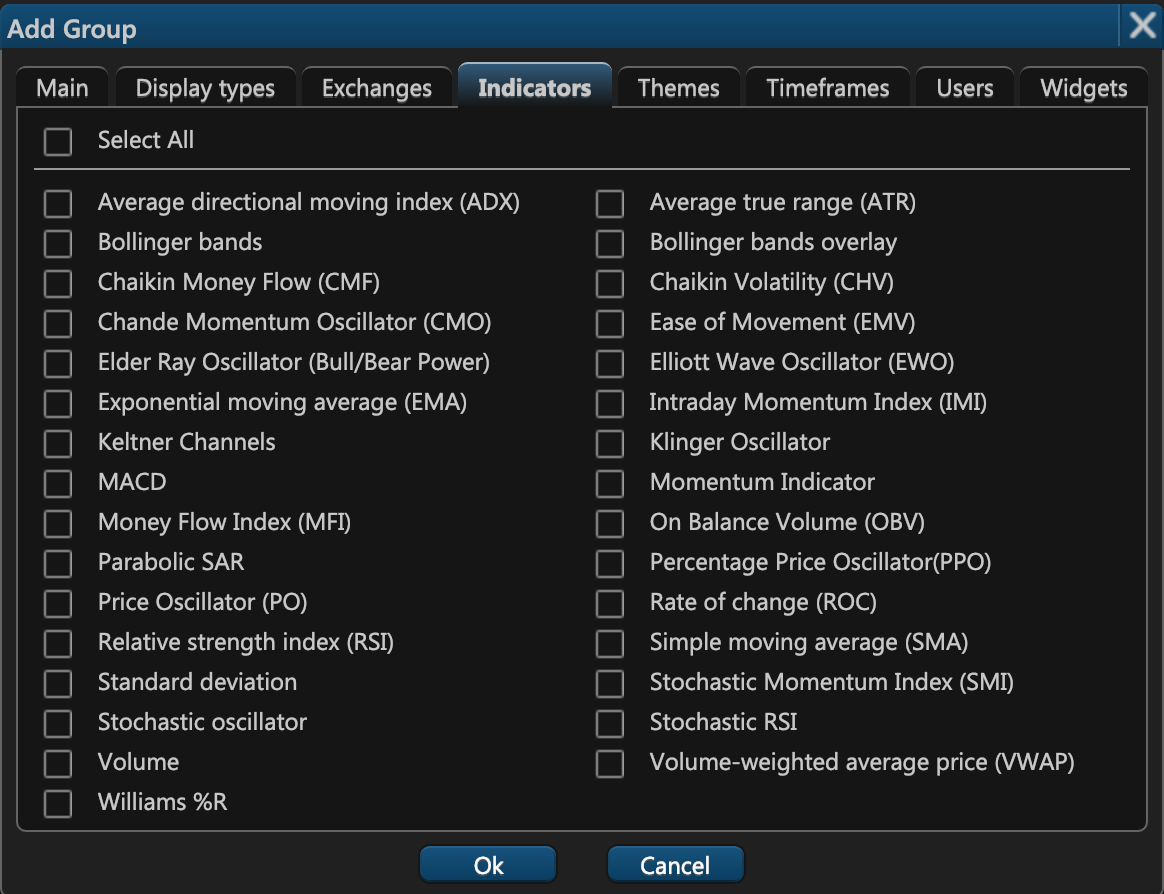 Add Group
Main Display types Exchanges Indicators Themes Timeframes Users Widgets
Select All
Average directional moving index (ADX) Average true range (ATR)
Bollinger bands Bollinger bands overlay
Chaikin Money Flow (CMF) Chaikin Volatility (CHV)
Chande Momentum Oscillator (CMO) Ease of Movement (EMV)
Elder Ray Oscillator (Bull/Bear Power) Elliott Wave Oscillator (EWO)
Exponential moving average (EMA) Intraday Momentum Index (IMI)
Keltner Channels Klinger Oscillator
MACD Momentum Indicator
Money Flow Index (MFI) On Balance Volume (OBV)
Parabolic SAR Percentage Price Oscillator(PPO)
Price Oscillator (PO) Rate of change (ROC)
Relative strength index (RSI) Simple moving average (SMA)
Standard deviation Stochastic Momentum Index (SMI)
Stochastic oscillator Stochastic RSI
Volume Volume-weighted average price (VWAP)
Williams %R
Ok Cancel